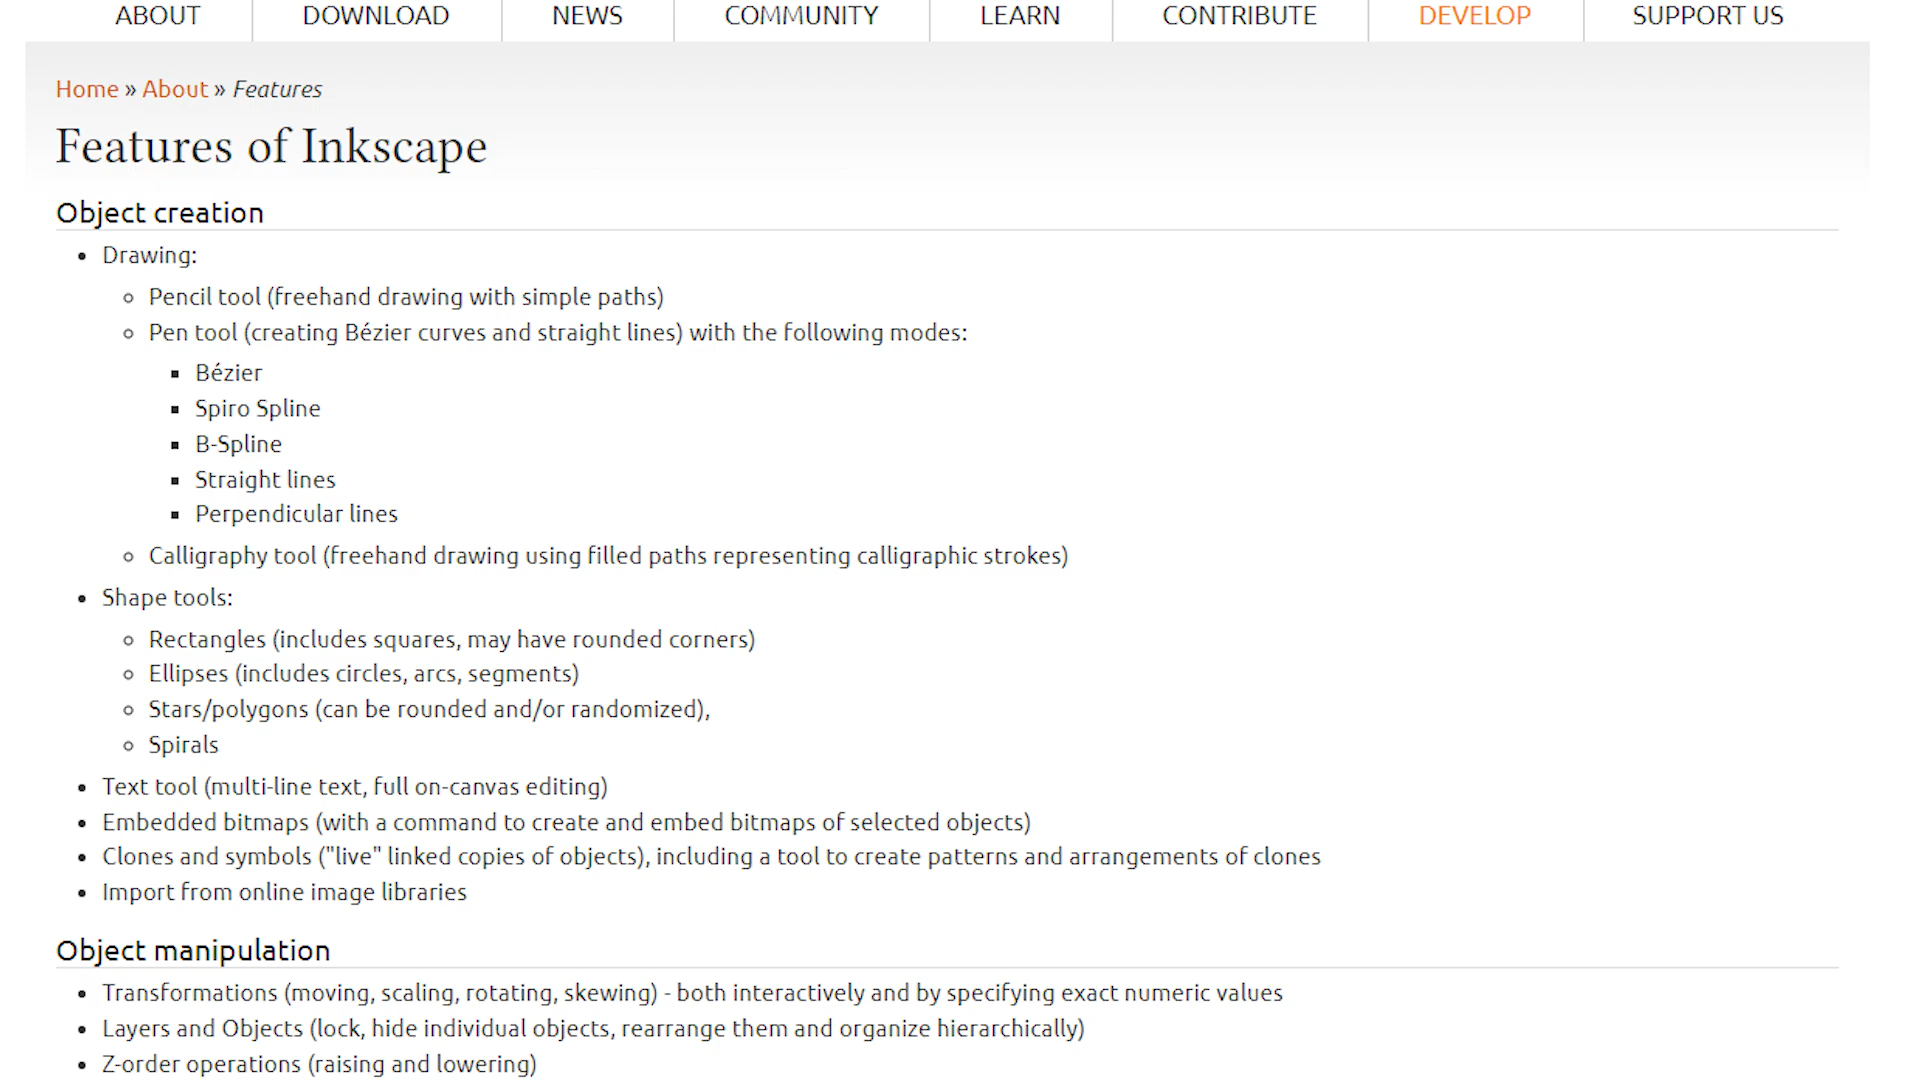 ABOUT DOWNLOAD NEWS COMMUNITY LEARN CONTRIBUTE DEVELOP SUPPORT US
Home » About » Features
Features of Inkscape
Object creation
Drawing:
Pencil tool (freehand drawing with simple paths)
Pen tool (creating Bézier curves and straight lines) with the following modes:
Bézier
Spiro Spline
B-Spline
Straight lines
Perpendicular lines
Calligraphy tool (freehand drawing using filled paths representing calligraphic strokes)
Shape tools:
Rectangles (includes squares, may have rounded corners)
Ellipses (includes circles, arcs, segments)
Stars/polygons (can be rounded and/or randomized),
Spirals
Text tool (multi-line text, full on-canvas editing)
Embedded bitmaps (with a command to create and embed bitmaps of selected objects)
Clones and symbols ("live" linked copies of objects), including a tool to create patterns and arrangements of clones
Import from online image libraries
Object manipulation
Transformations (moving, scaling, rotating, skewing) - both interactively and by specifying exact numeric values
Layers and Objects (lock, hide individual objects, rearrange them and organize hierarchically)
Z-order operations (raising and lowering)